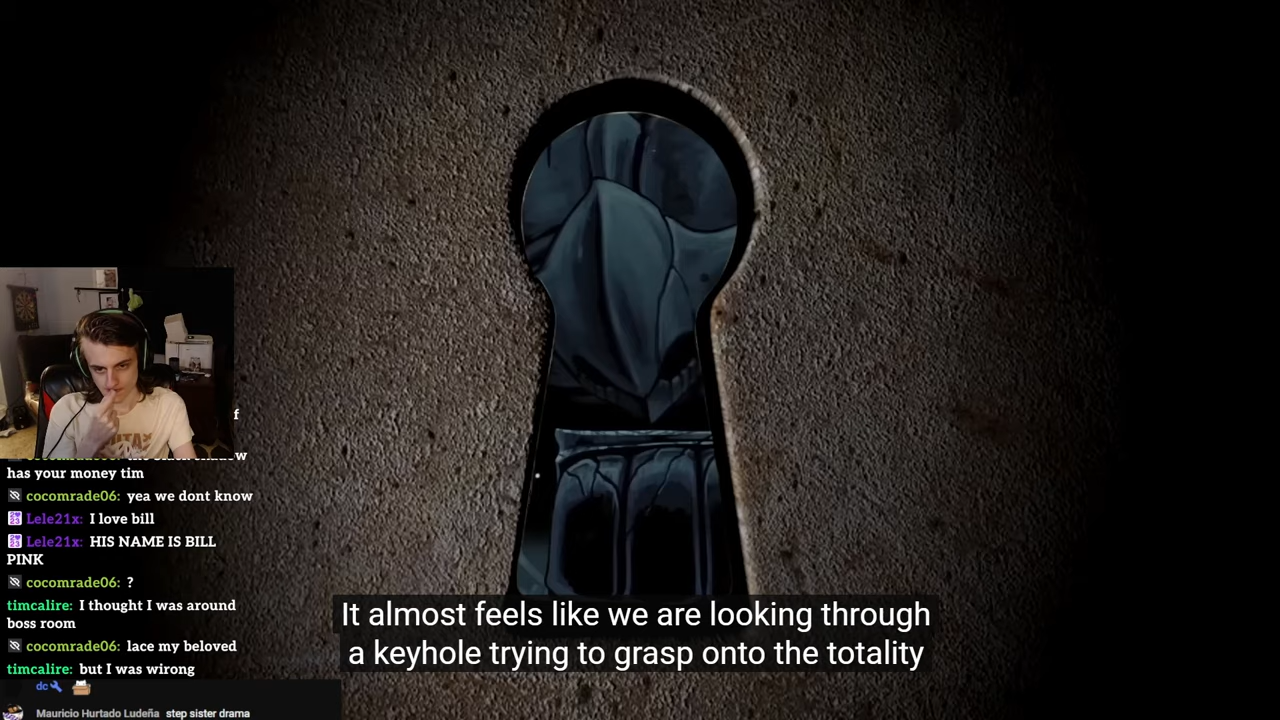 f
has your money tim
cocomrade06: yea we dont know
Lele21x: I love bill
Lele21x: HIS NAME IS BILL
PINK
cocomrade06: ?
timcalire: I thought I was around
boss room
cocomrade06: lace my beloved
timcalire: but I was wirong
dc
Mauricio Hurtado Ludeña step sister drama
It almost feels like we are looking through
a keyhole trying to grasp onto the totality